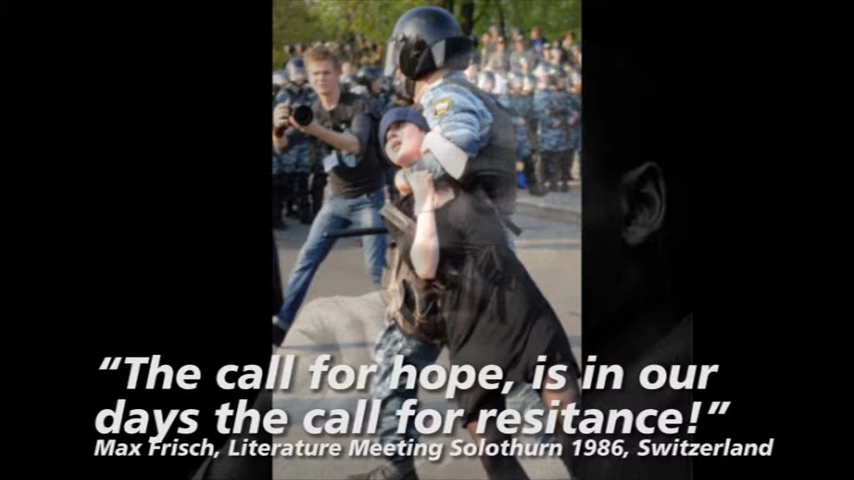 “The call for hope, is in our
days the call for resitance!”
Max Frisch, Literature Meeting Solothurn 1986, Switzerland